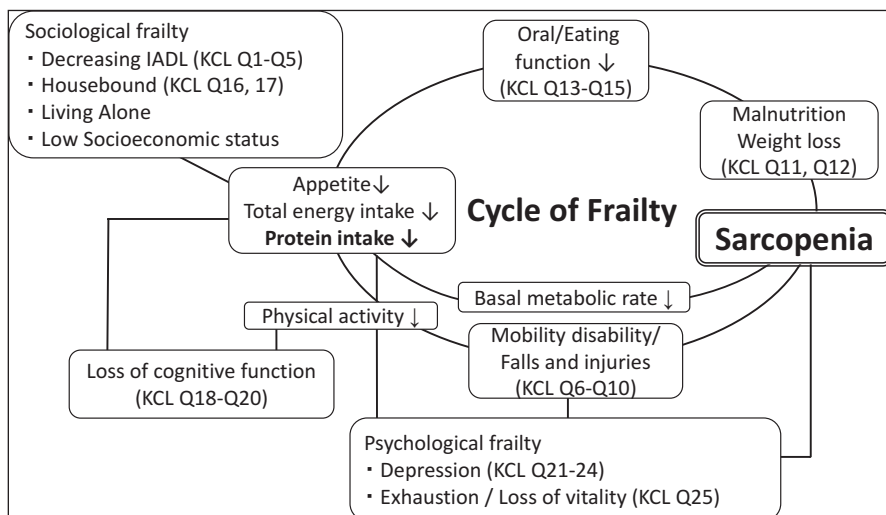 Sociological frailty
・Decreasing IADL (KCL Q1-Q5)
・Housebound (KCL Q16, 17)
・Living Alone
・Low Socioeconomic status
Oral/Eating
function ↓
(KCL Q13-Q15)
Malnutrition
Weight loss
(KCL Q11, Q12)
Appetite↓
Total energy intake ↓
Protein intake ↓
Cycle of Frailty
Sarcopenia
Basal metabolic rate ↓
Physical activity ↓
Mobility disability/
Falls and injuries
(KCL Q6-Q10)
Loss of cognitive function
(KCL Q18-Q20)
Psychological frailty
・Depression (KCL Q21-24)
・Exhaustion / Loss of vitality (KCL Q25)